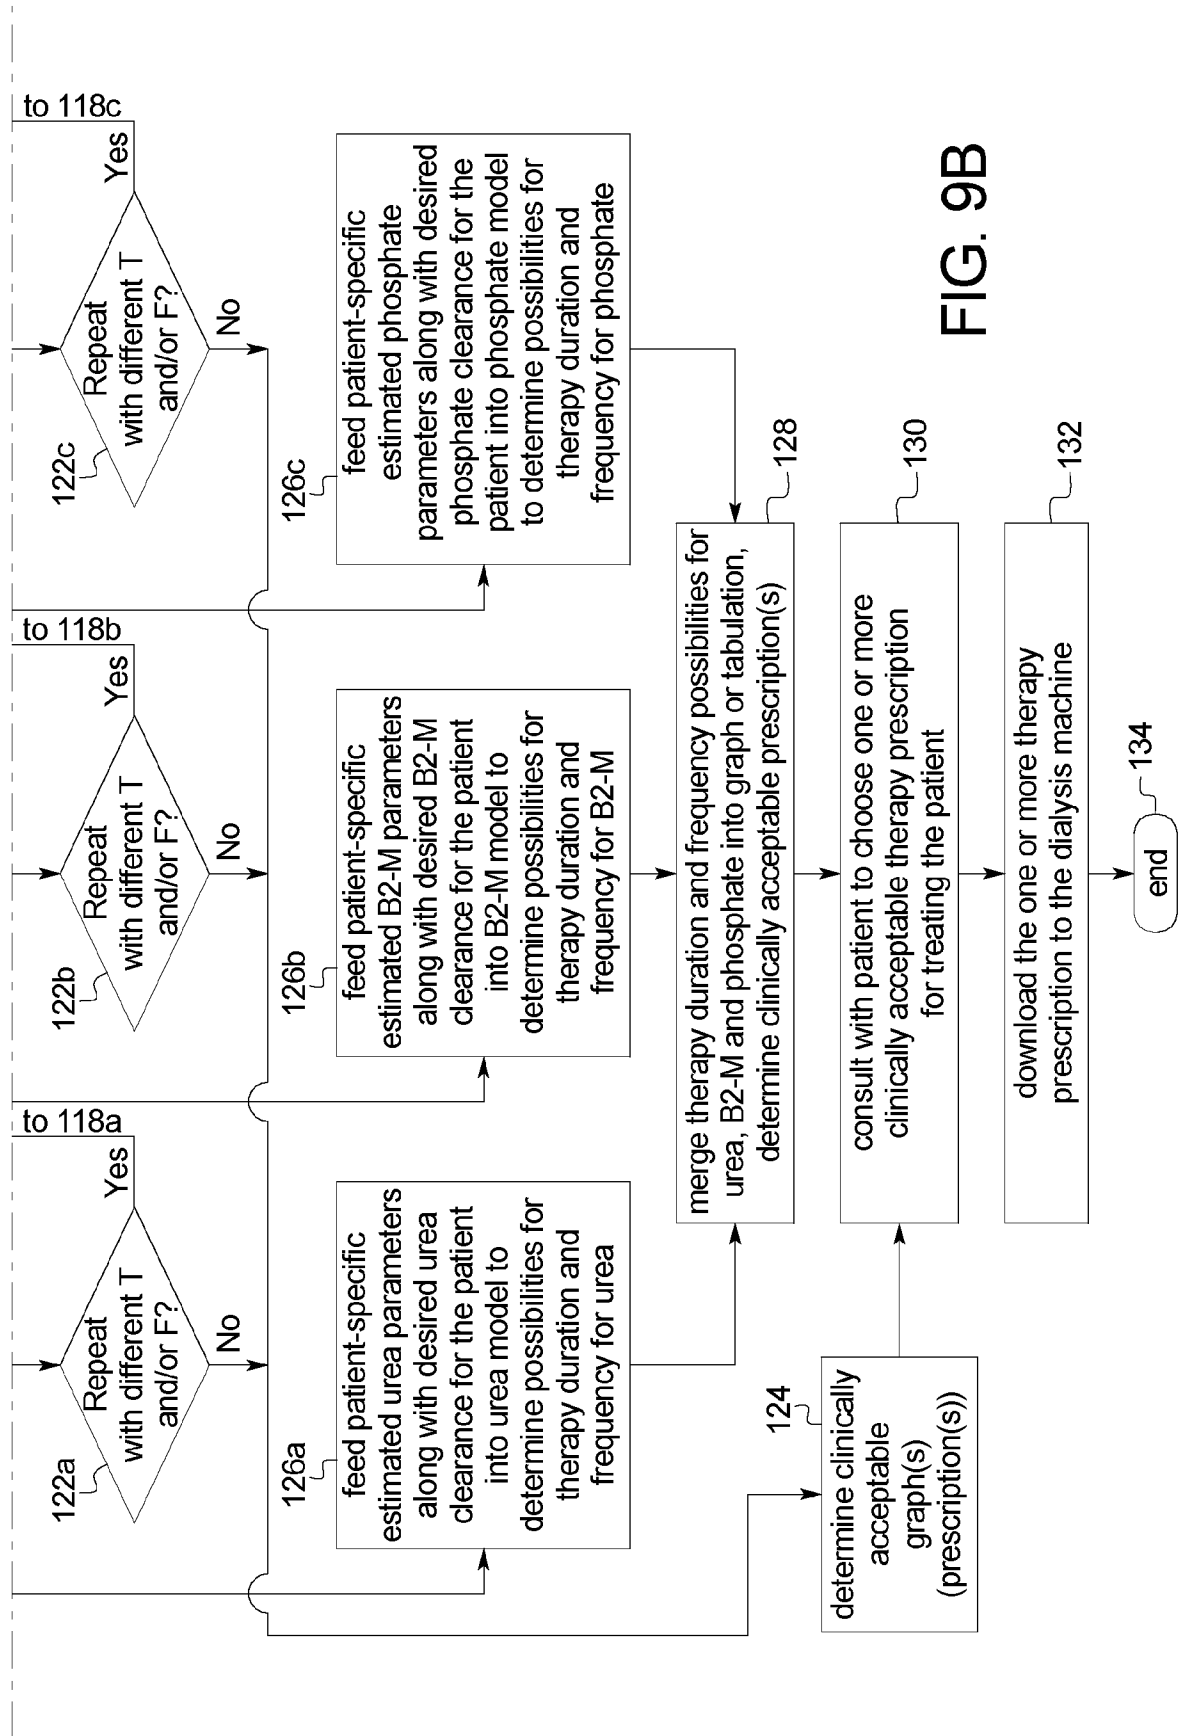 to 118a
Yes
Repeat
with different T
and/or F?
122a
No
to 118b
Yes
Repeat
with different T
and/or F?
122b
No
to 118c
Yes
Repeat
with different T
and/or F?
122c
No
126a
feed patient-specific
estimated urea parameters
along with desired urea
clearance for the patient
into urea model to
determine possibilities for
therapy duration and
frequency for urea
126b
feed patient-specific
estimated B2-M parameters
along with desired B2-M
clearance for the patient
into B2-M model to
determine possibilities for
therapy duration and
frequency for B2-M
126c
feed patient-specific
estimated phosphate
parameters along with desired
phosphate clearance for the
patient into phosphate model
to determine possibilities for
therapy duration and
frequency for phosphate
merge therapy duration and frequency possibilities for
urea, B2-M and phosphate into graph or tabulation,
determine clinically acceptable prescription(s)
128
124
determine clinically
acceptable
graph(s)
(prescription(s))
consult with patient to choose one or more
clinically acceptable therapy prescription
for treating the patient
130
download the one or more therapy
prescription to the dialysis machine
132
end
134
FIG. 9B